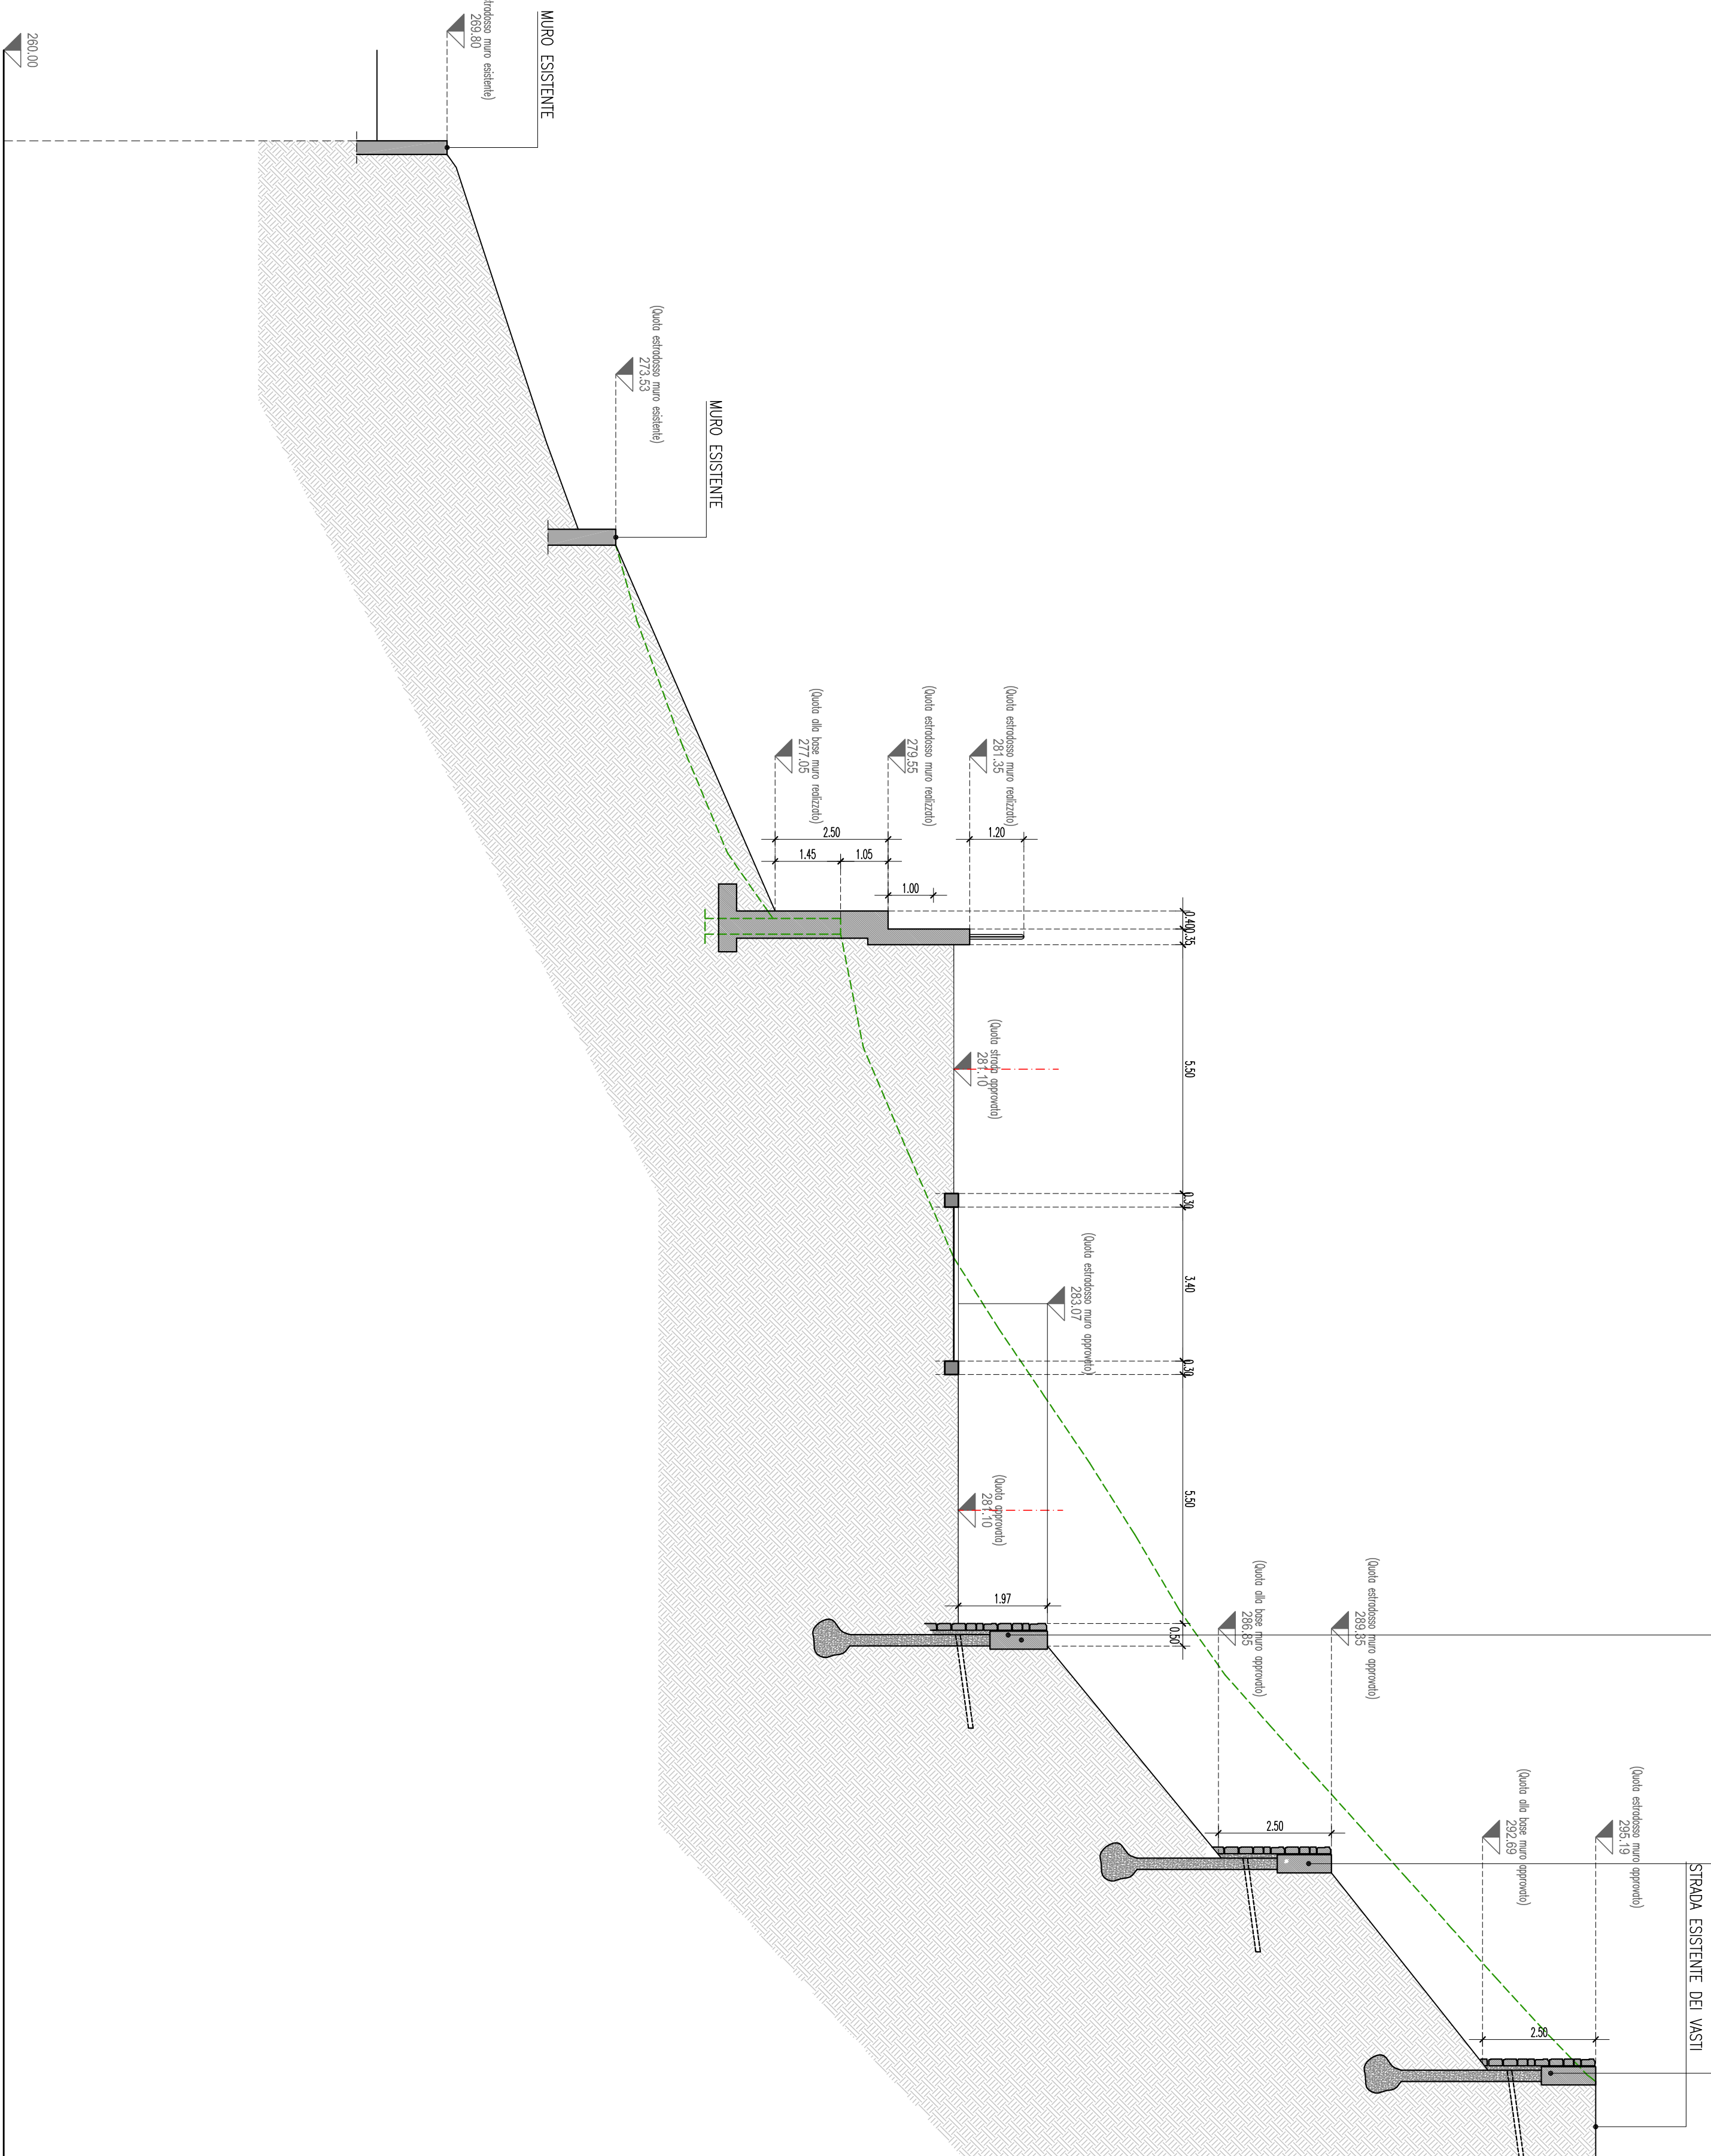 260.00
269.80
muro esistente)
MURO ESISTENTE
273.53
(Quota estradosso muro esistente)
MURO ESISTENTE
277.05
(Quota alla base muro realizzato)
279.55
(Quota estradosso muro realizzato)
281.35
(Quota estradosso muro realizzato)
2.50
1.45
1.05
1.00
1.20
0.40
0.35
5.50
0.30
3.40
0.30
5.50
0.50
281.10
(Quota strada approvata)
283.07
(Quota estradosso muro approvato)
281.10
(Quota approvata)
1.97
286.85
(Quota alla base muro approvato)
289.35
(Quota estradosso muro approvato)
2.50
292.69
(Quota alla base muro approvato)
295.19
(Quota estradosso muro approvato)
2.50
STRADA ESISTENTE DEI VASTI